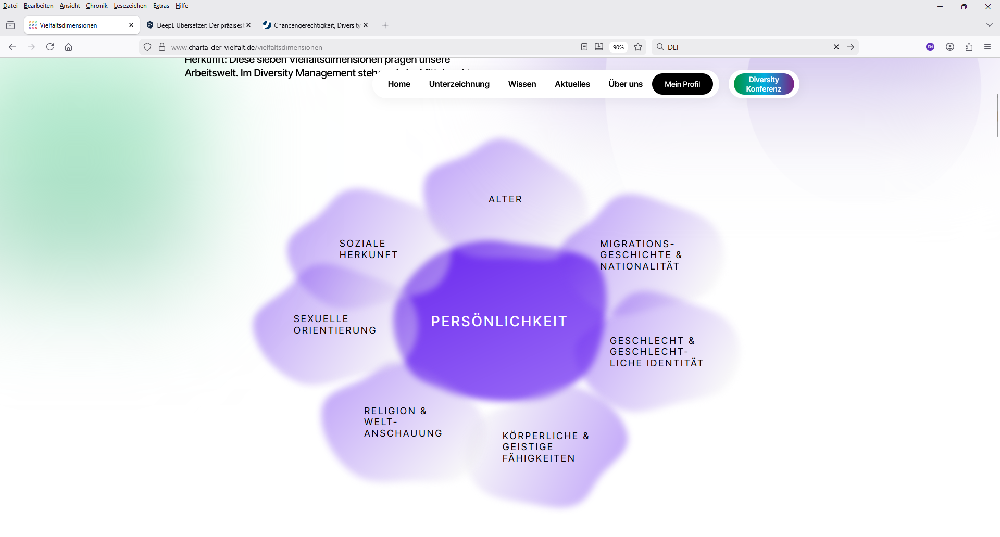 Datei Bearbeiten Ansicht Chronik Lesezeichen Extras Hilfe
Vielfaltsdimensionen
DeepL Übersetzer: Der präzises
Chancengerechtigkeit, Diversity
www.charta-der-vielfalt.de/vielfaltsdimensionen
90%
DEI
EN
Herkunft: Diese sieben Vielfaltsdimensionen prägen unsere
Arbeitswelt. Im Diversity Management stehe
Home
Unterzeichnung
Wissen
Aktuelles
Über uns
Mein Profil
Diversity
Konferenz
ALTER
SOZIALE
HERKUNFT
MIGRATIONS-
GESCHICHTE &
NATIONALITÄT
SEXUELLE
ORIENTIERUNG
PERSÖNLICHKEIT
GESCHLECHT &
GESCHLECHT-
LICHE IDENTITÄT
RELIGION &
WELT-
ANSCHAUUNG
KÖRPERLICHE &
GEISTIGE
FÄHIGKEITEN